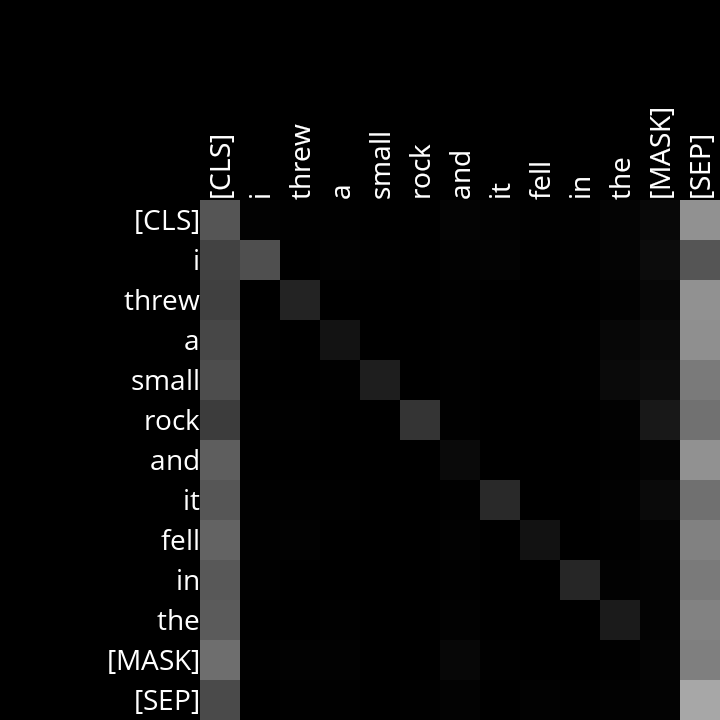 [CLS] i threw a small rock and it fell in the [MASK] [SEP]
[CLS]
i
threw
a
small
rock
and
it
fell
in
the
[MASK]
[SEP]